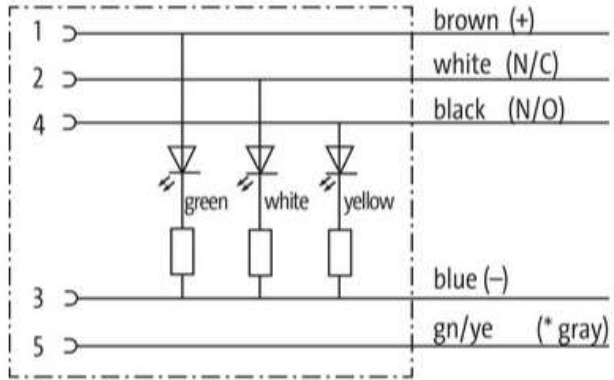 1 brown (+)
2 white (N/C)
4 black (N/O)
green white yellow
3 blue (–)
5 gn/ye (* gray)